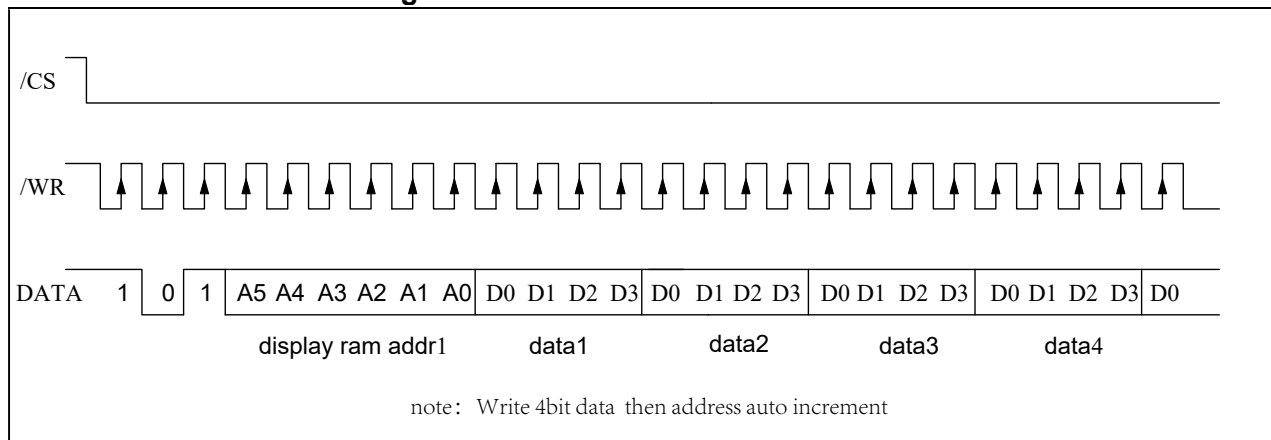 /CS
/WR
DATA 1 0 1 A5 A4 A3 A2 A1 A0 D0 D1 D2 D3 D0 D1 D2 D3 D0 D1 D2 D3 D0 D1 D2 D3 D0
display ram addr1 data1 data2 data3 data4
note: Write 4bit data then address auto increment